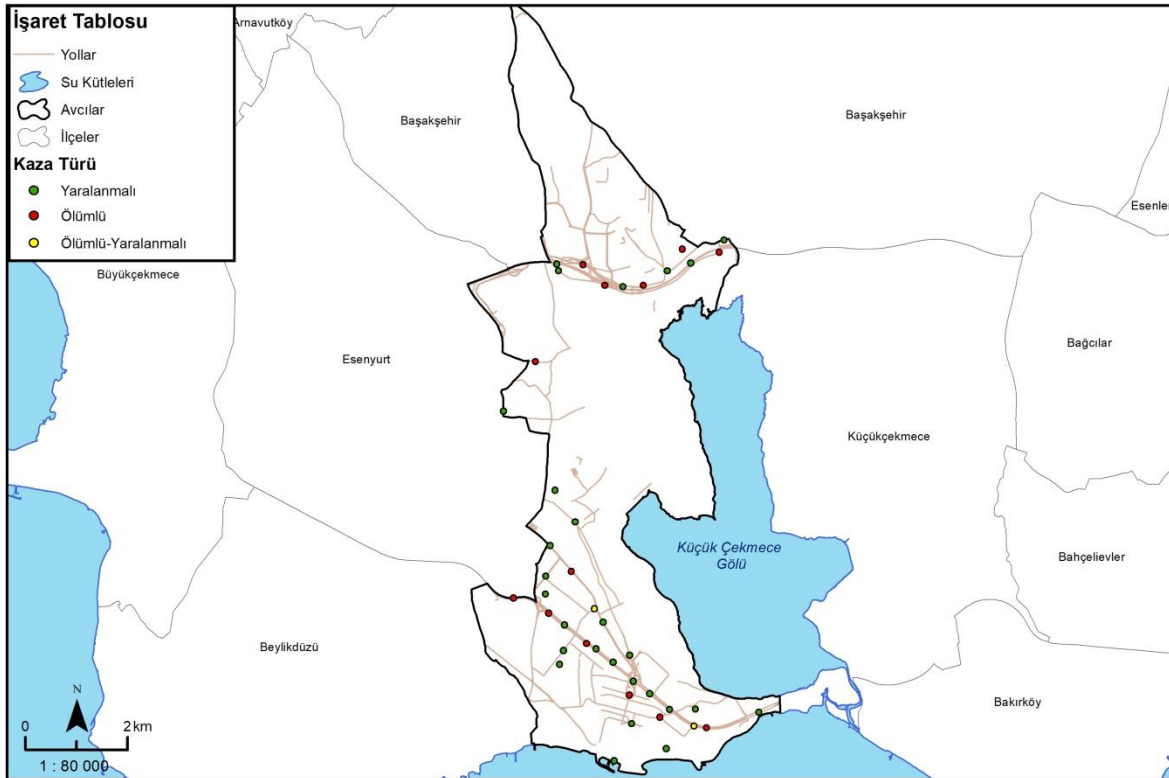 İşaret Tablosu
Yollar
Su Kütleleri
Avcılar
İlçeler
Kaza Türü
Yaralanmalı
Ölümlü
Ölümlü-Yaralanmalı
Arnavutköy
Başakşehir
Başakşehir
Esenler
Büyükçekmece
Esenyurt
Bağcılar
Küçükçekmece
Küçük Çekmece
Gölü
Bahçelievler
Beylikdüzü
Bakırköy
N
0 2 km
1 : 80 000